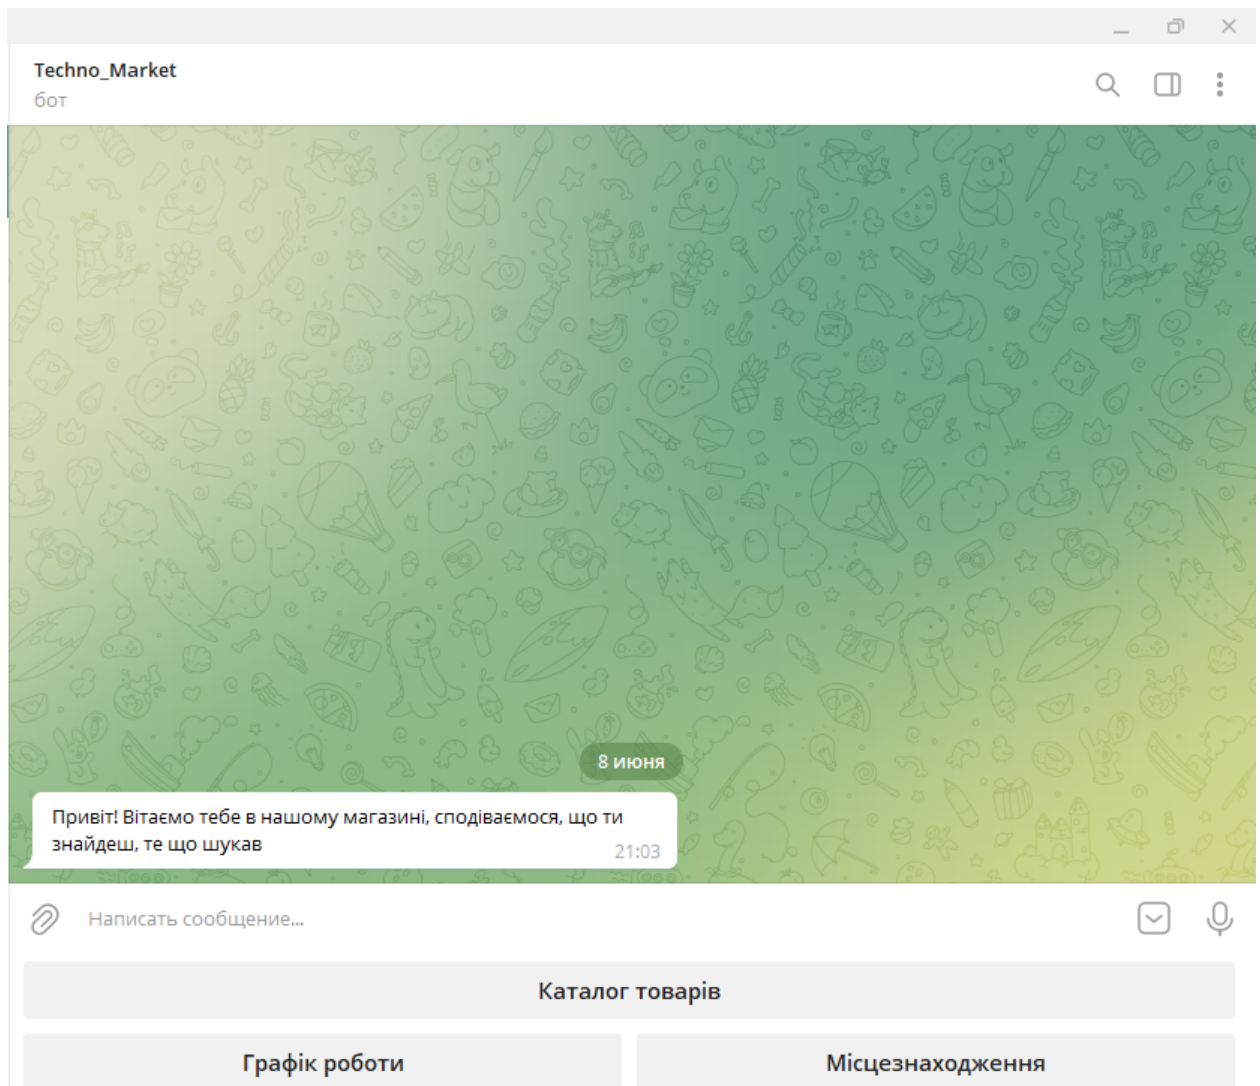 Techno_Market
бот
8 июня
Привіт! Вітаємо тебе в нашому магазині, сподіваємося, що ти
знайдеш, те що шукав
21:03
Написать сообщение...
Каталог товарів
Графік роботи
Місцезнаходження